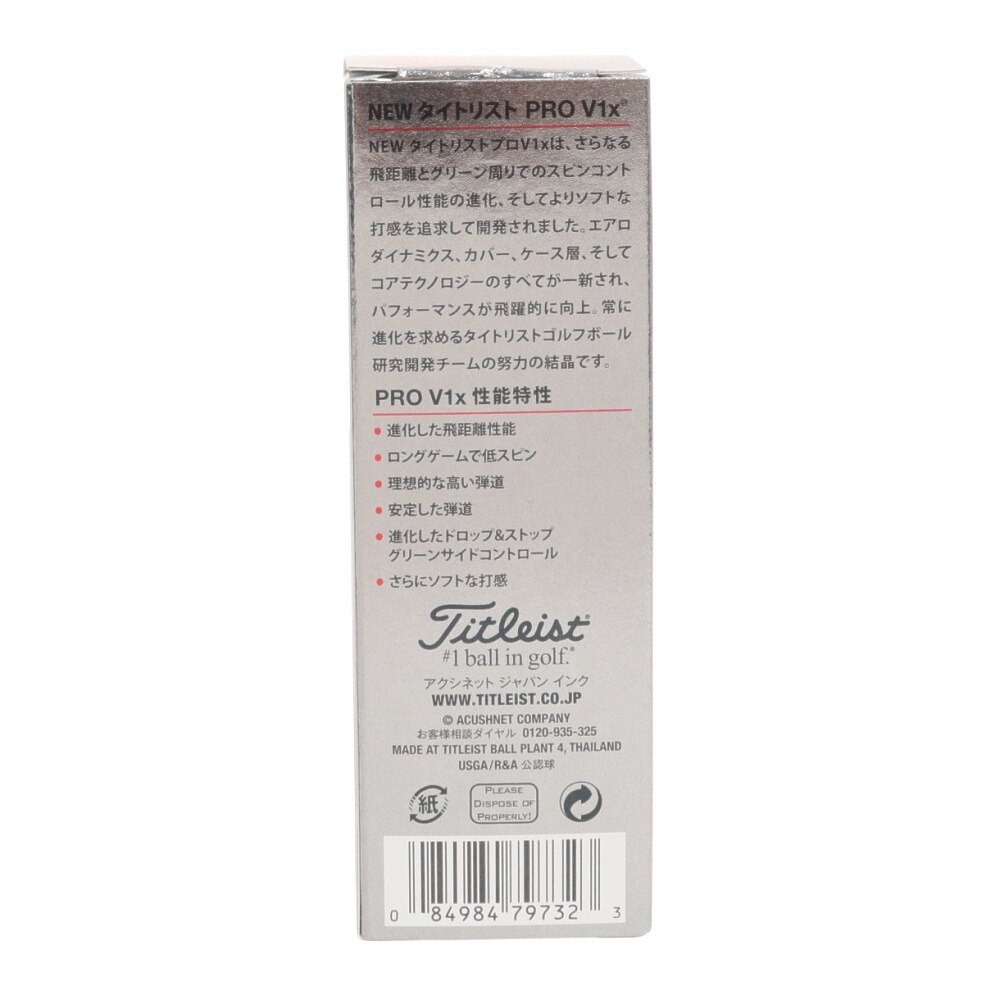 NEW タイトリスト PRO V1x®
NEW タイトリストプロV1xは、さらなる
飛距離とグリーン周りでのスピンコント
ロール性能の進化、そしてよりソフトな
打感を追求して開発されました。エアロ
ダイナミクス、カバー、ケース層、そして
コアテクノロジーのすべてが一新され、
パフォーマンスが飛躍的に向上。常に
進化を求めるタイトリストゴルフボール
研究開発チームの努力の結晶です。
PRO V1x 性能特性
• 進化した飛距離性能
• ロングゲームで低スピン
• 理想的な高い弾道
• 安定した弾道
• 進化したドロップ&ストップ
グリーンサイドコントロール
• さらにソフトな打感
Titleist®
#1 ball in golf.®
アクシネット ジャパン インク
WWW.TITLEIST.CO.JP
© ACUSHNET COMPANY
お客様相談ダイヤル 0120-935-325
MADE AT TITLEIST BALL PLANT 4, THAILAND
USGA/R&A 公認球
紙
PLEASE
DISPOSE OF
PROPERLY!
0 84984 79732 3